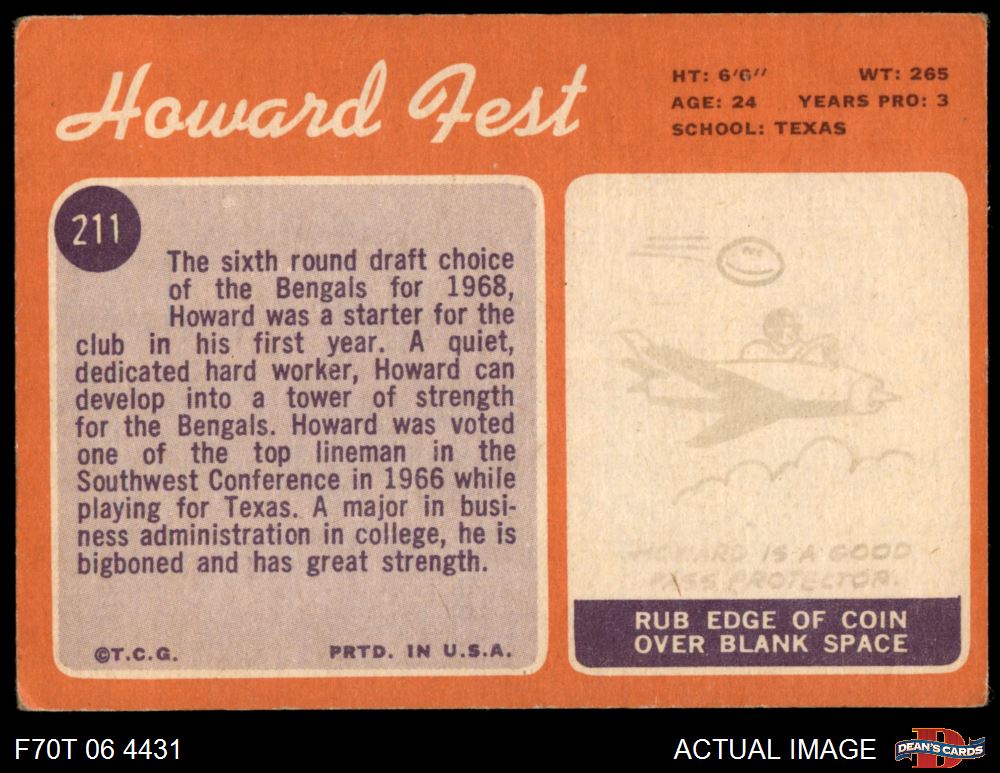 Howard Fest
HT: 6'6" WT: 265
AGE: 24 YEARS PRO: 3
SCHOOL: TEXAS
211
The sixth round draft choice
of the Bengals for 1968,
Howard was a starter for the
club in his first year. A quiet,
dedicated hard worker, Howard can
develop into a tower of strength
for the Bengals. Howard was voted
one of the top lineman in the
Southwest Conference in 1966 while
playing for Texas. A major in busi-
ness administration in college, he is
bigboned and has great strength.
©T.C.G. PRTD. IN U.S.A.
HOWARD IS A GOOD
PASS PROTECTOR.
RUB EDGE OF COIN
OVER BLANK SPACE
F70T 06 4431
ACTUAL IMAGE
D
DEAN'S CARDS